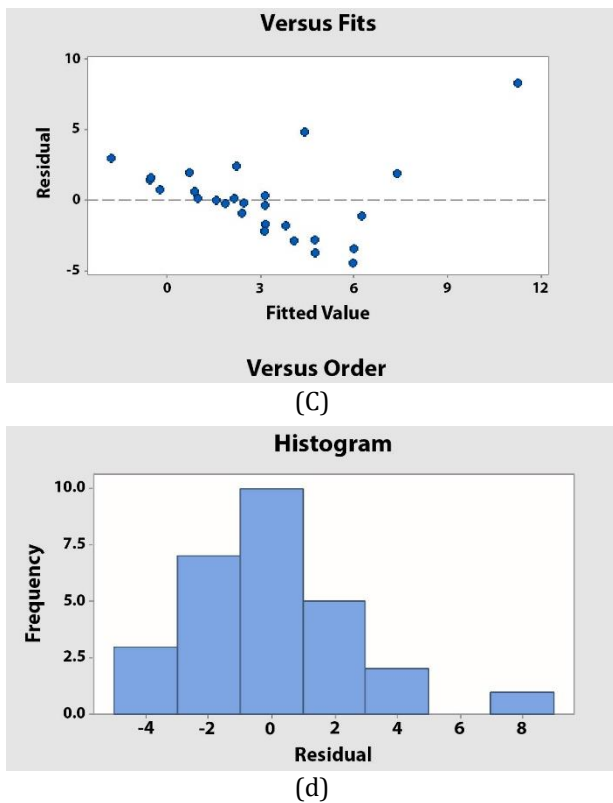 Versus Fits
10
5
0
-5
Residual
0 3 6 9 12
Fitted Value
Versus Order
(C)
Histogram
10.0
7.5
5.0
2.5
0.0
Frequency
-4 -2 0 2 4 6 8
Residual
(d)